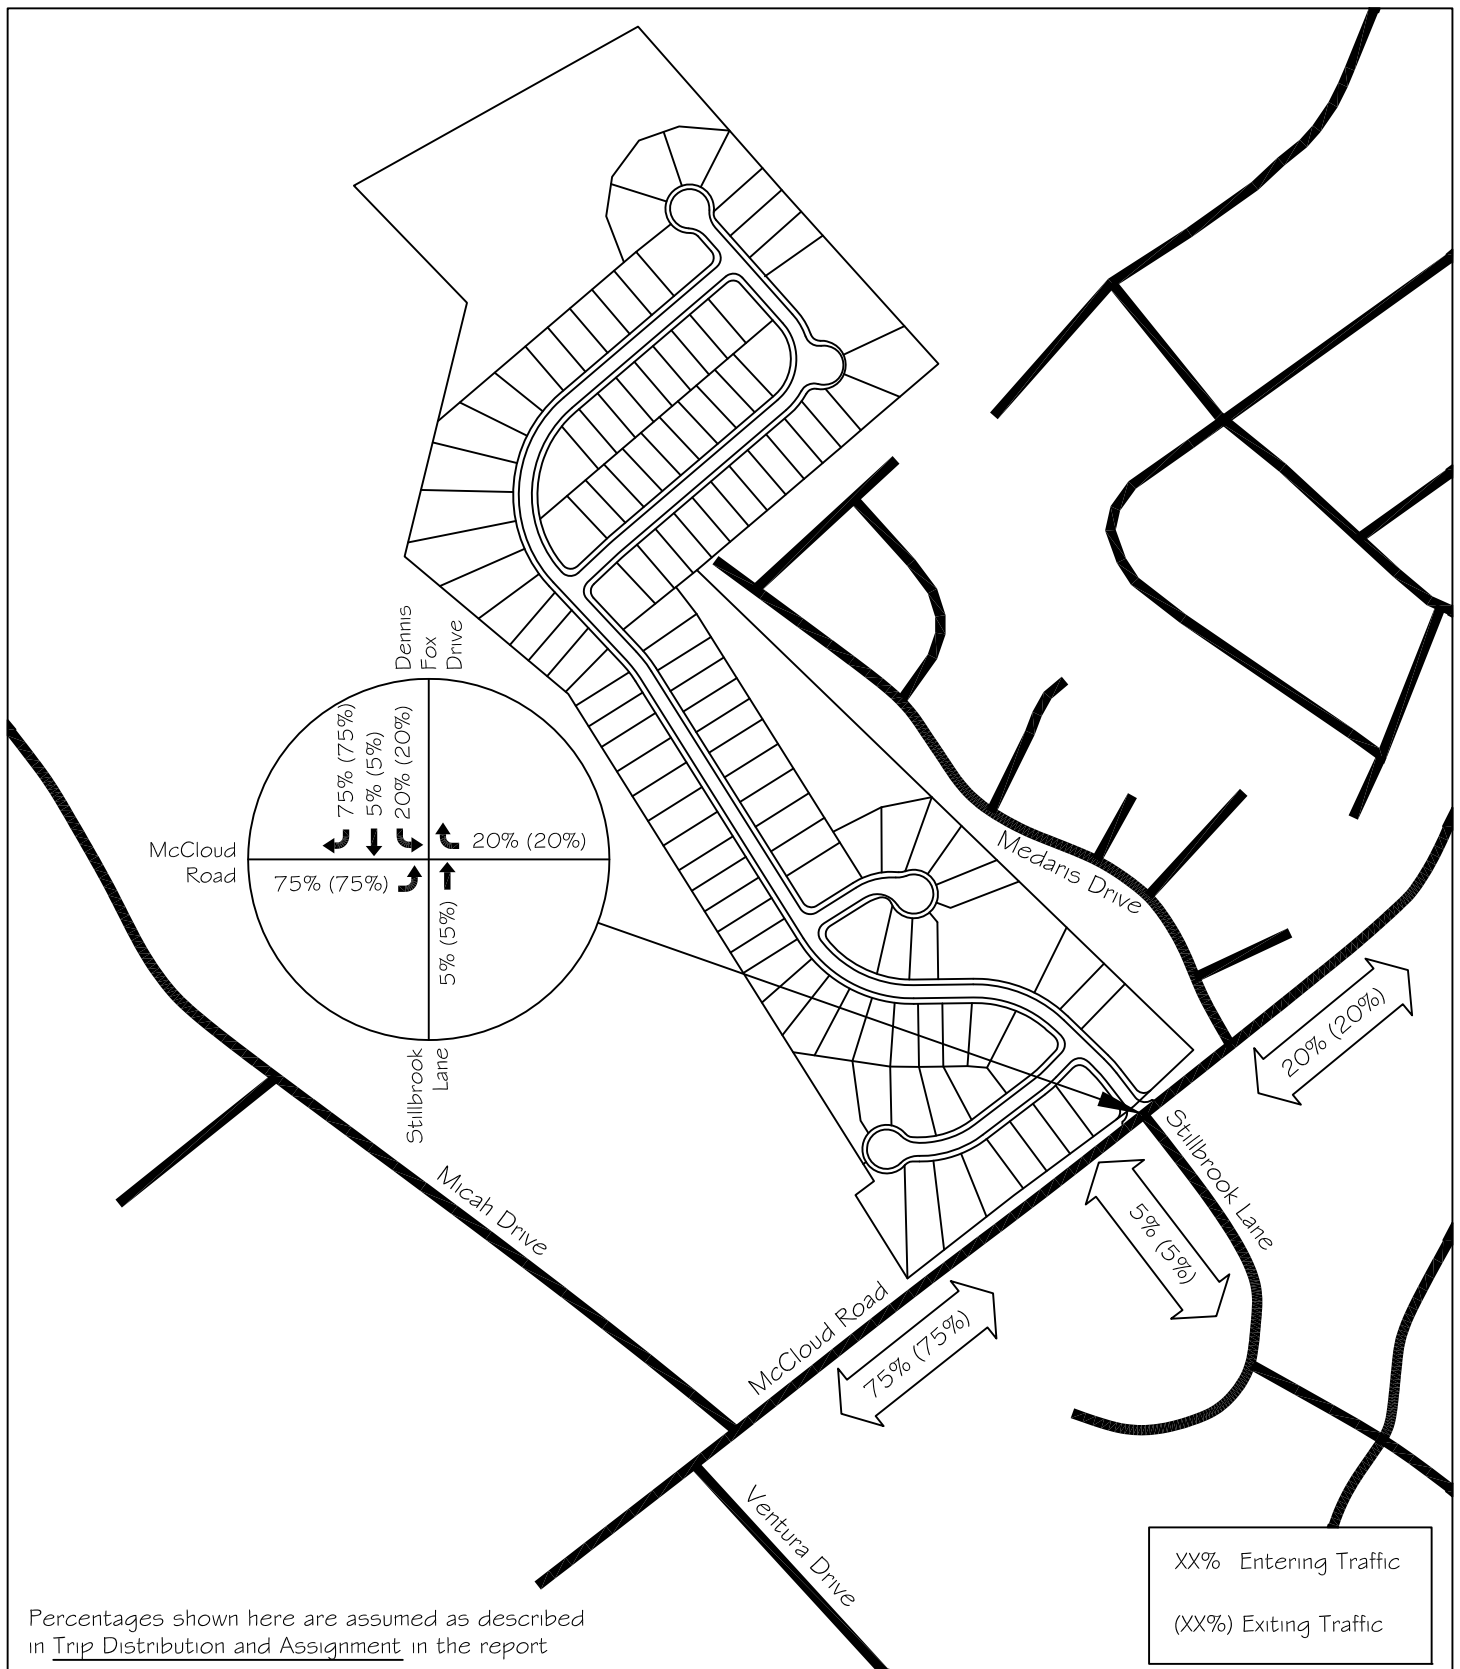 Dennis
Fox
Drive
75% (75%)
5% (5%)
20% (20%)
McCloud
Road
20% (20%)
75% (75%)
5% (5%)
Stillbrook
Lane
Medaris Drive
20% (20%)
Stillbrook Lane
5% (5%)
Micah Drive
McCloud Road
75% (75%)
Ventura Drive
XX% Entering Traffic
(XX%) Exiting Traffic
Percentages shown here are assumed as described
in Trip Distribution and Assignment in the report